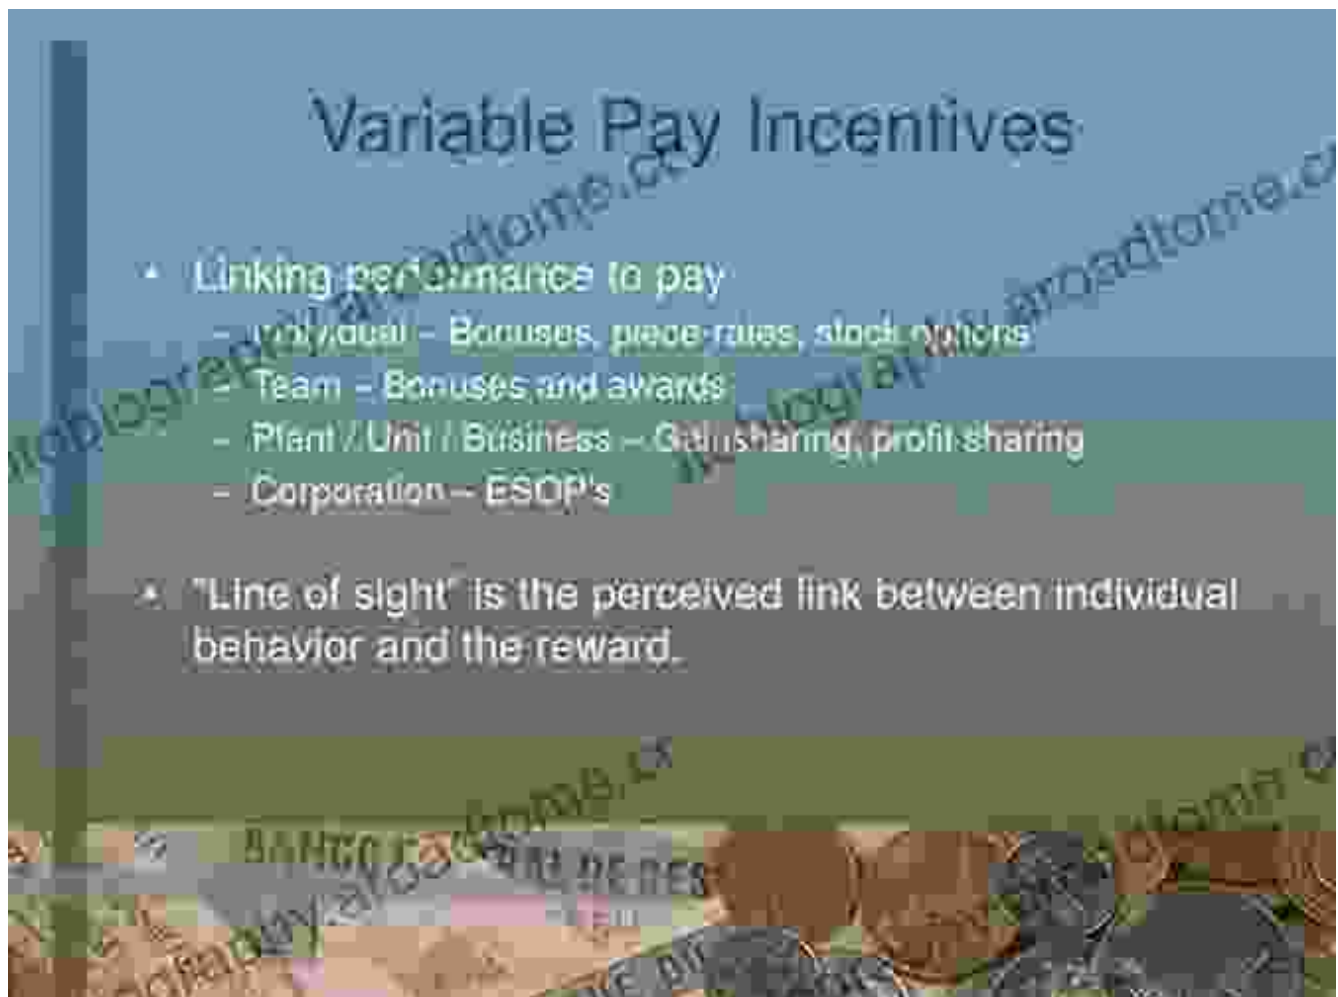 Variable Pay Incentives
• Linking performance to pay
– Individual – Bonuses, piece rates, stock options
– Team – Bonuses and awards
– Plant / Unit / Business – Gainsharing, profit sharing
– Corporation – ESOP's
• "Line of sight" is the perceived link between individual
behavior and the reward.